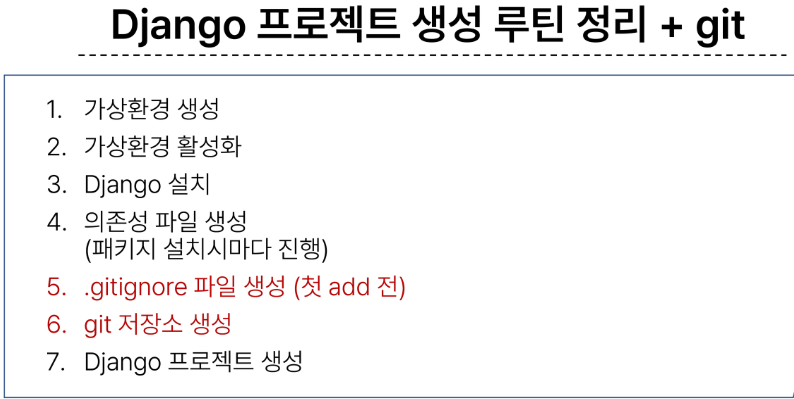 Django 프로젝트 생성 루틴 정리 + git
1. 가상환경 생성
2. 가상환경 활성화
3. Django 설치
4. 의존성 파일 생성
(패키지 설치시마다 진행)
5. .gitignore 파일 생성 (첫 add 전)
6. git 저장소 생성
7. Django 프로젝트 생성